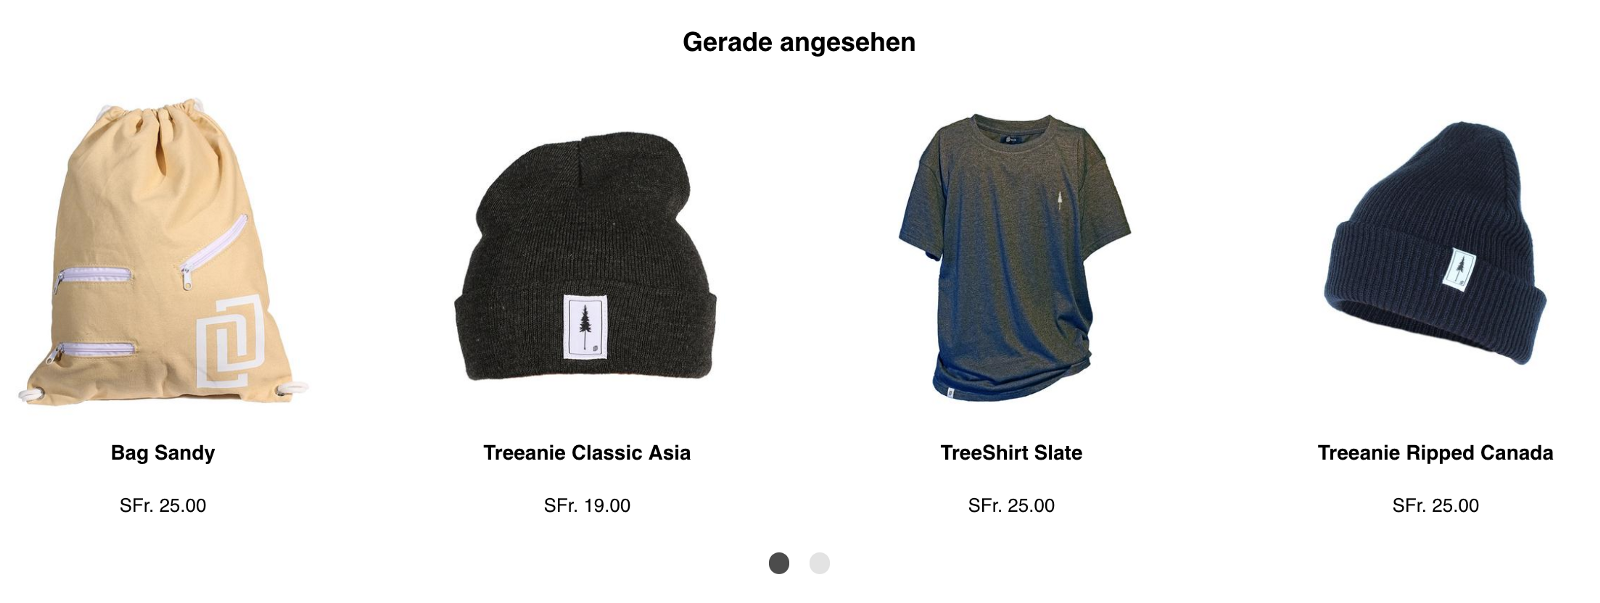 Gerade angesehen
Bag Sandy
Treeanie Classic Asia
TreeShirt Slate
Treeanie Ripped Canada
SFr. 25.00
SFr. 19.00
SFr. 25.00
SFr. 25.00